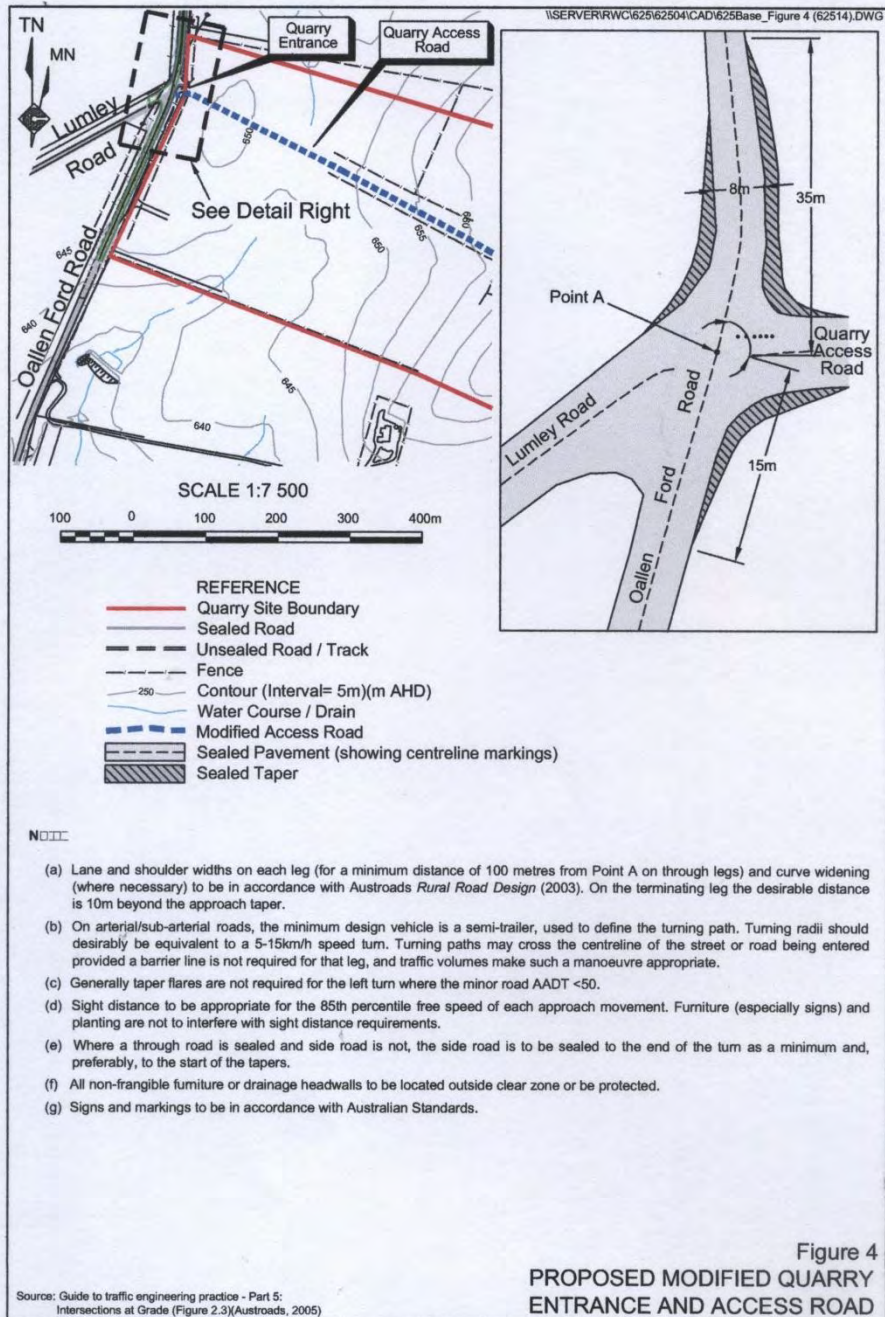 \\SERVER\RWC\625\62504\CAD\625Base_Figure 4 (62514).DWG
TN
MN
Quarry
Entrance
Quarry Access
Road
Lumley
Road
650
See Detail Right
650
655
660
645
Oallen Ford Road
640
645
640
SCALE 1:7 500
100 0 100 200 300 400m
8m
35m
Point A
Quarry
Access
Road
Lumley Road
Road
Ford
Oallen
15m
REFERENCE
Quarry Site Boundary
Sealed Road
Unsealed Road / Track
Fence
250 Contour (Interval= 5m)(m AHD)
Water Course / Drain
Modified Access Road
Sealed Pavement (showing centreline markings)
Sealed Taper
(a) Lane and shoulder widths on each leg (for a minimum distance of 100 metres from Point A on through legs) and curve widening
(where necessary) to be in accordance with Austroads Rural Road Design (2003). On the terminating leg the desirable distance
is 10m beyond the approach taper.
(b) On arterial/sub-arterial roads, the minimum design vehicle is a semi-trailer, used to define the turning path. Turning radii should
desirably be equivalent to a 5-15km/h speed turn. Turning paths may cross the centreline of the street or road being entered
provided a barrier line is not required for that leg, and traffic volumes make such a manoeuvre appropriate.
(c) Generally taper flares are not required for the left turn where the minor road AADT <50.
(d) Sight distance to be appropriate for the 85th percentile free speed of each approach movement. Furniture (especially signs) and
planting are not to interfere with sight distance requirements.
(e) Where a through road is sealed and side road is not, the side road is to be sealed to the end of the turn as a minimum and,
preferably, to the start of the tapers.
(f) All non-frangible furniture or drainage headwalls to be located outside clear zone or be protected.
(g) Signs and markings to be in accordance with Australian Standards.
Source: Guide to traffic engineering practice - Part 5:
Intersections at Grade (Figure 2.3)(Austroads, 2005)
Figure 4
PROPOSED MODIFIED QUARRY
ENTRANCE AND ACCESS ROAD